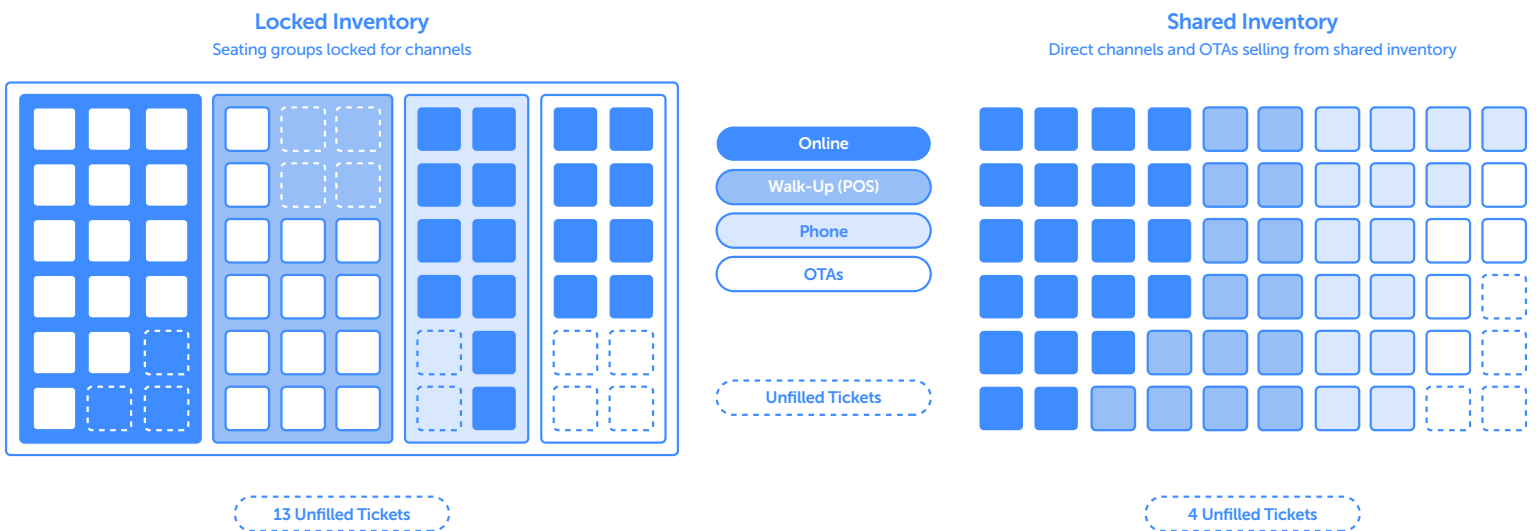 Locked Inventory
Seating groups locked for channels
Online
Walk-Up (POS)
Phone
OTAs
Unfilled Tickets
13 Unfilled Tickets
Shared Inventory
Direct channels and OTAs selling from shared inventory
4 Unfilled Tickets